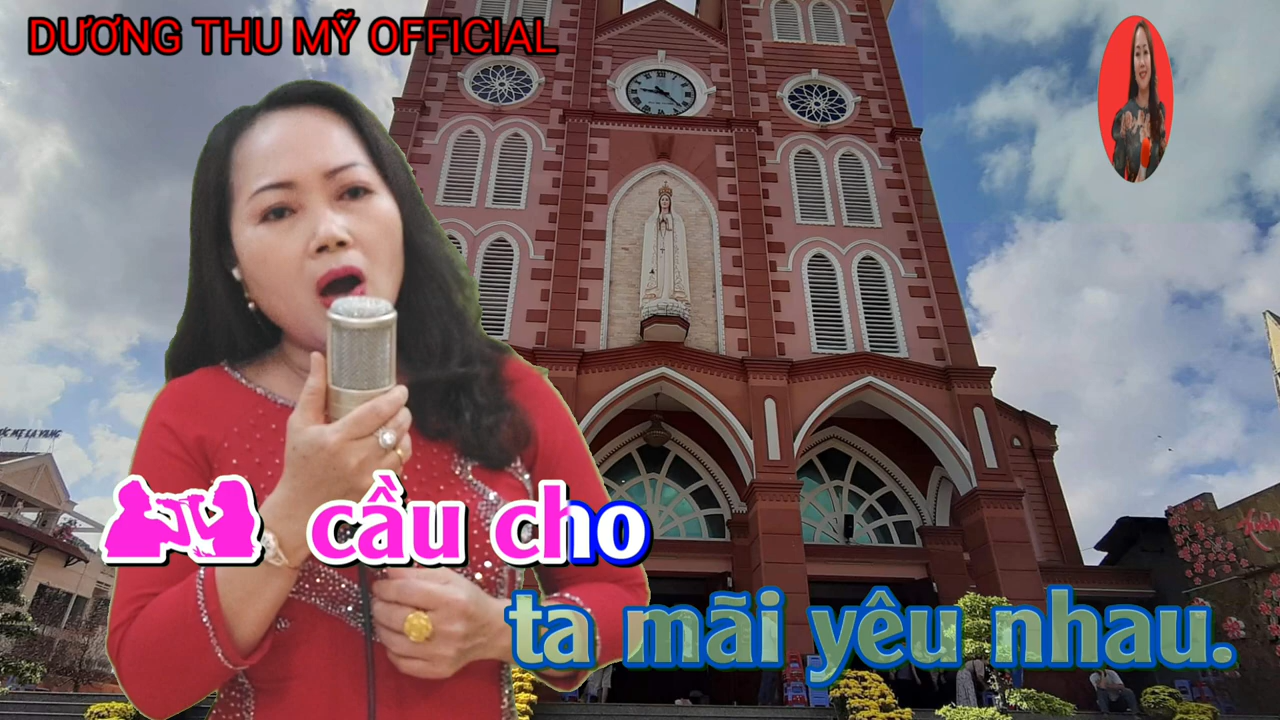 DƯƠNG THU MỸ OFFICIAL
cầu cho
ta mãi yêu nhau.